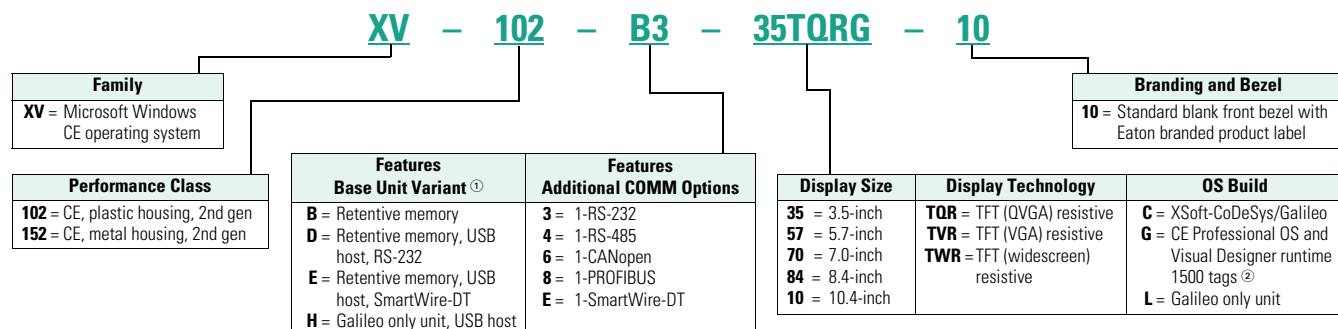 XV – 102 – B3 – 35TQRG – 10
Family
XV = Microsoft Windows
CE operating system
Branding and Bezel
10 = Standard blank front bezel with
Eaton branded product label
Performance Class
102 = CE, plastic housing, 2nd gen
152 = CE, metal housing, 2nd gen
Features
Base Unit Variant ①
B = Retentive memory
D = Retentive memory, USB
host, RS-232
E = Retentive memory, USB
host, SmartWire-DT
H = Galileo only unit, USB host
Features
Additional COMM Options
3 = 1-RS-232
4 = 1-RS-485
6 = 1-CANopen
8 = 1-PROFIBUS
E = 1-SmartWire-DT
Display Size
35 = 3.5-inch
57 = 5.7-inch
70 = 7.0-inch
84 = 8.4-inch
10 = 10.4-inch
Display Technology
TQR = TFT (QVGA) resistive
TVR = TFT (VGA) resistive
TWR = TFT (widescreen)
resistive
OS Build
C = XSoft-CoDeSys/Galileo
G = CE Professional OS and
Visual Designer runtime
1500 tags ②
L = Galileo only unit